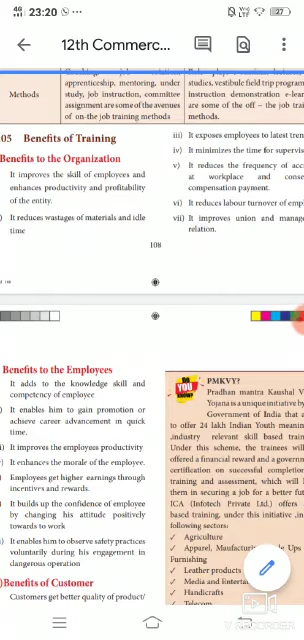 4G 23:20
VoLTE 27
12th Commerc...
Methods
apprenticeship, mentoring, under
study, job instruction, committee
assignment are some of the avenues
of on-the job training methods
studies, vestibule field trip program
instruction demonstration e-lear
are some of off – the job trai
methods.
05 Benefits of Training
Benefits to the Organization
It improves the skill of employees and
enhances productivity and profitability
of the entity.
) It reduces wastages of materials and idle
time
iii) It exposes employees to latest tren
iv) It minimizes the time for supervis
v) It reduces the frequency of acc
at workplace and conse
compensation payment.
vi) It reduces labour turnover of empl
vii) It improves union and manage
relation.
108
Benefits to the Employees
It adds to the knowledge skill and
competency of employee
) It enables him to gain promotion or
achieve career advancement in quick
time.
) It improves the employees productivity
) It enhances the morale of the employee.
Employees get higher earnings through
incentives and rewards.
It builds up the confidence of employee
by changing his attitude positively
towards to work
) It enables him to observe safety practices
voluntarily during his engagement in
dangerous operation
)Benefits of Customer
Customers get better quality of product/
DO YOU KNOW?
PMKVY?
Pradhan mantra Kaushal V
Yojana is a unique initiative by
Government of India that a
to offer 24 lakh Indian Youth meaning
,industry relevant skill based train
Under this scheme, the trainees will
offered a financial reward and a governm
certification on successful completion
training and assessment, which will
them in securing a job for a better fut
ICA (Infotech Private Ltd.) offers
based training, under this initiative ,in
following sectors:
✓ Agriculture
✓ Apparel, Manufacturin Ups
Furnishing
✓ Leather products
✓ Media and Enterta
✓ Handicrafts
✓ Telecom
V RECORDER